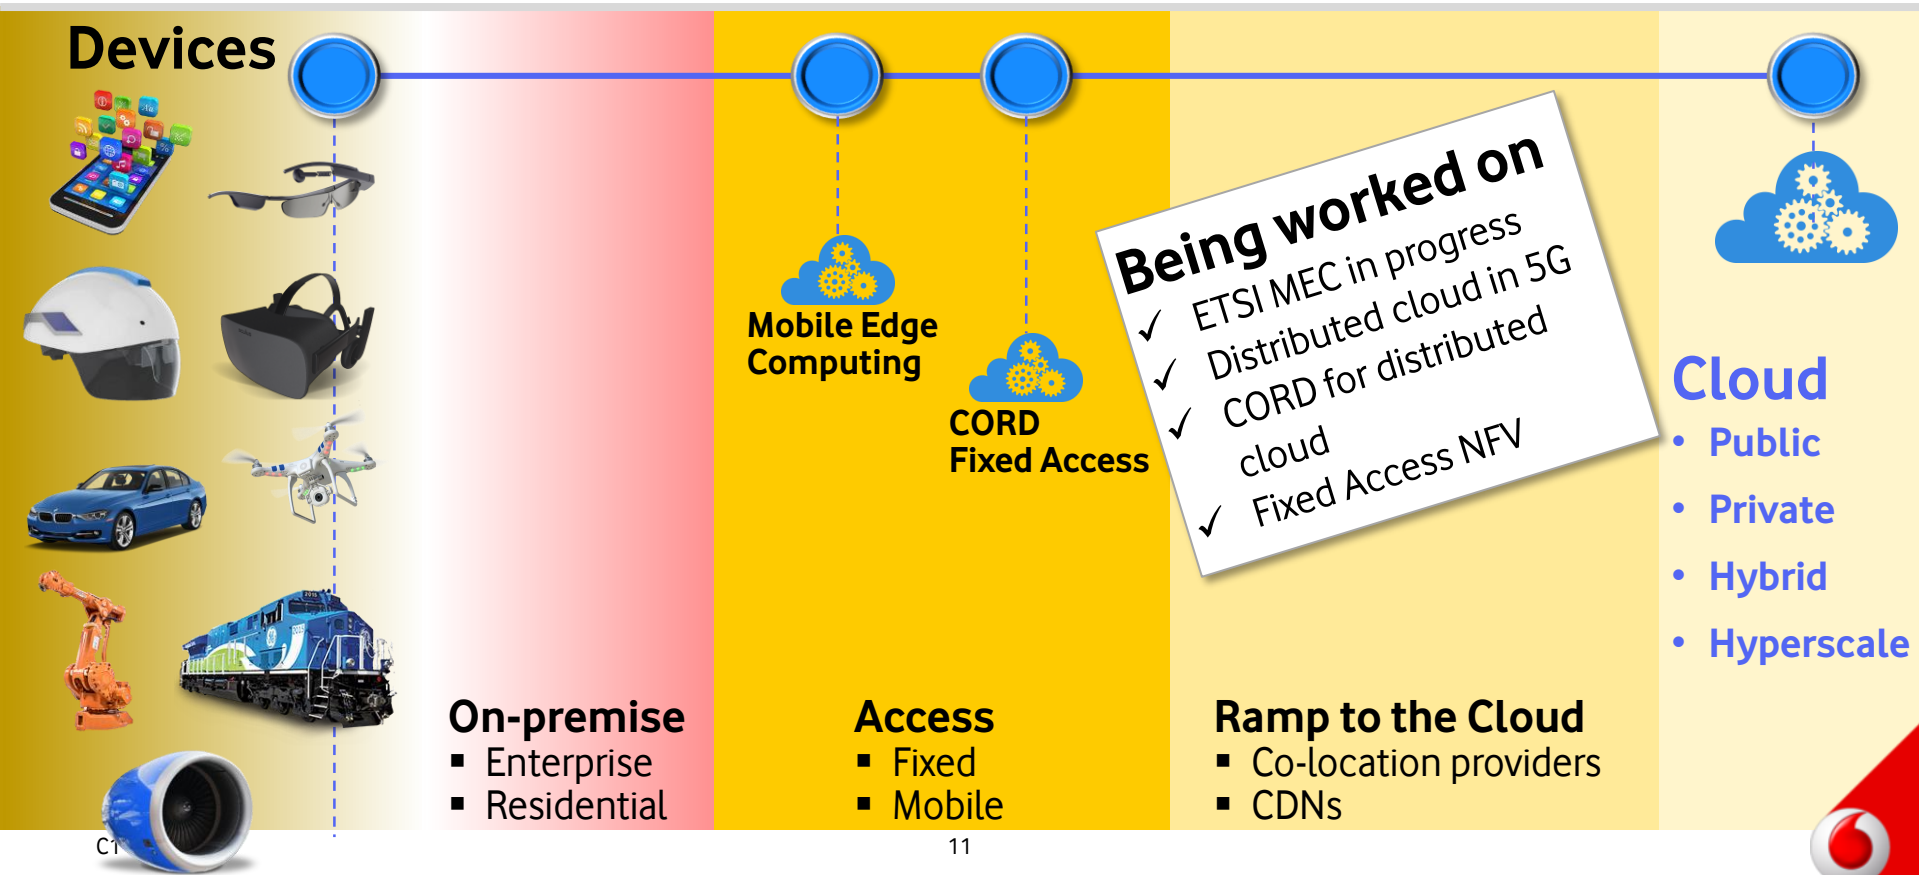 Devices
Being worked on
✓ ETSI MEC in progress
✓ Distributed cloud in 5G
✓ CORD for distributed
cloud
✓ Fixed Access NFV
Mobile Edge
Computing
CORD
Fixed Access
Cloud
• Public
• Private
• Hybrid
• Hyperscale
On-premise
▪ Enterprise
▪ Residential
Access
▪ Fixed
▪ Mobile
Ramp to the Cloud
▪ Co-location providers
▪ CDNs
C1
11